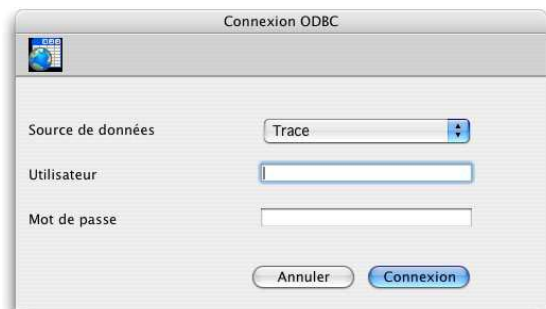 Connexion ODBC
Source de données
Trace
Utilisateur
Mot de passe
Annuler
Connexion